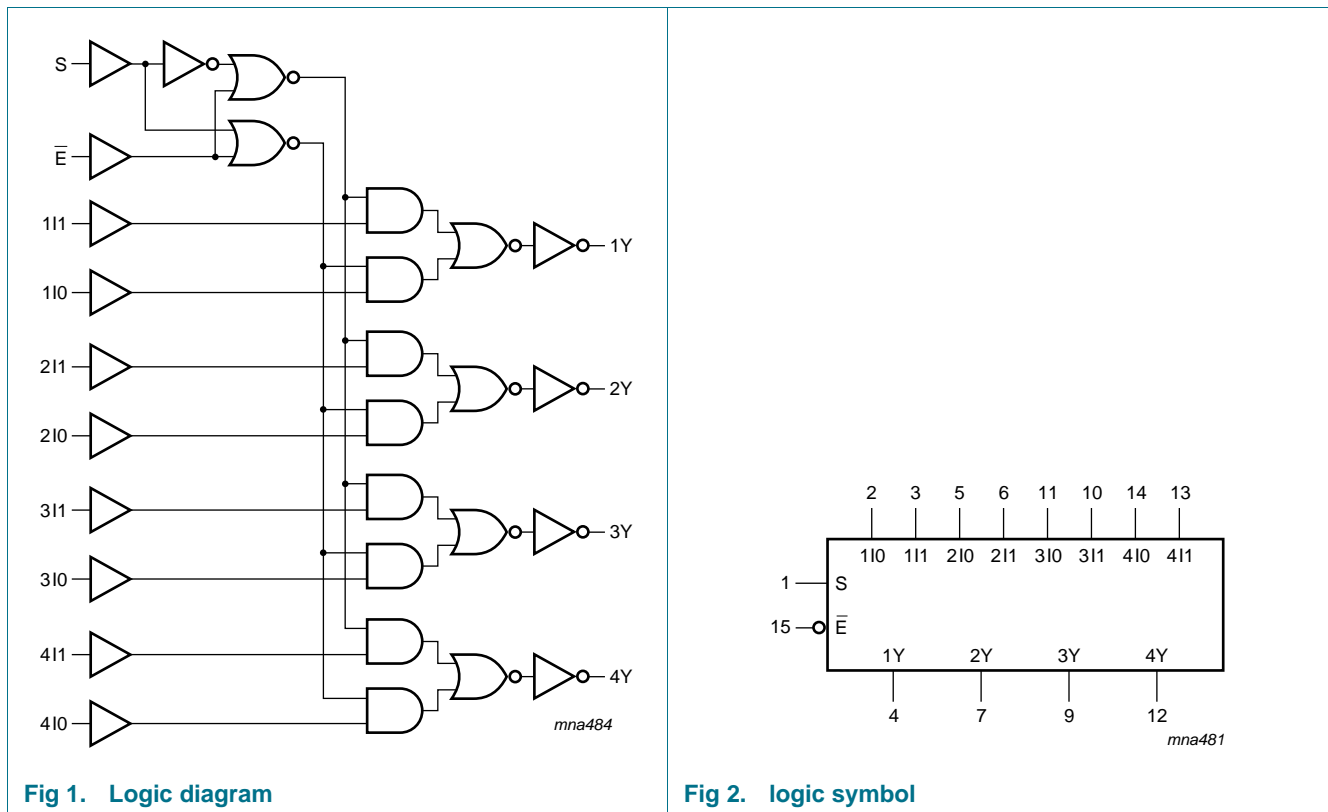 S
E̅
1I1
1I0
2I1
2I0
3I1
3I0
4I1
4I0
1Y
2Y
3Y
4Y
mna484
Fig 1. Logic diagram
2 3 5 6 11 10 14 13
1I0 1I1 2I0 2I1 3I0 3I1 4I0 4I1
1 S
15 E̅
1Y 2Y 3Y 4Y
4 7 9 12
mna481
Fig 2. logic symbol